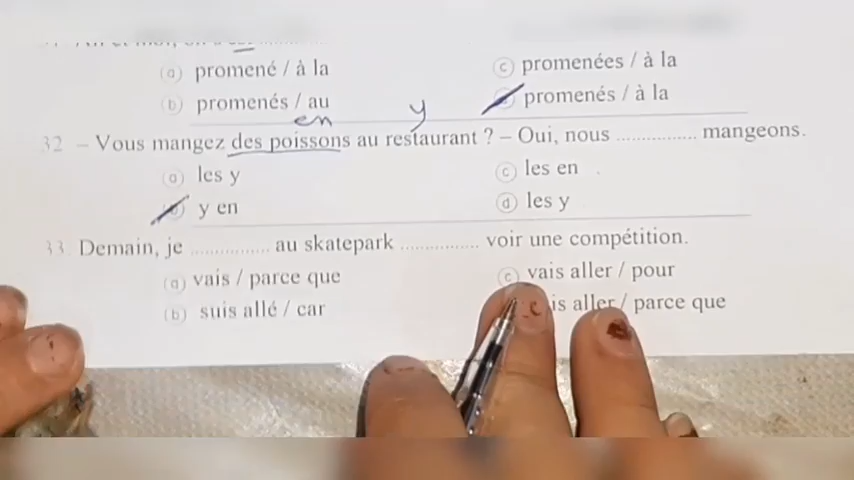 ⓐ promené / à la
ⓒ promenées / à la
ⓑ promenés / au
promenés / à la
en
y
32 – Vous mangez des poissons au restaurant ? – Oui, nous ................ mangeons.
ⓐ les y
ⓒ les en
y en
ⓓ les y
33 Demain, je ................ au skatepark ................ voir une compétition.
ⓐ vais / parce que
ⓒ vais aller / pour
ⓑ suis allé / car
aller / parce que